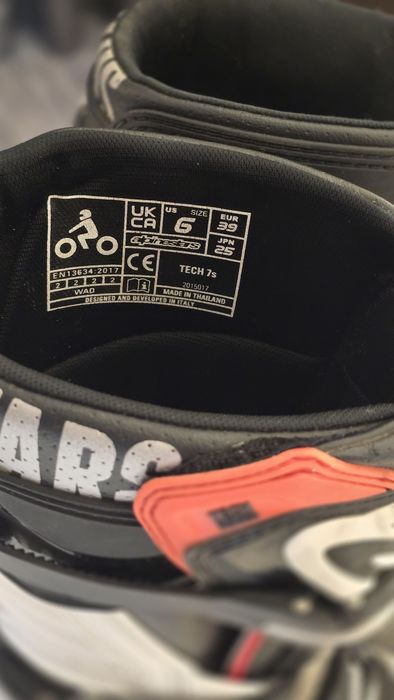 UK
CA
US SIZE
6
EUR
39
alpinestars
JPN
25
CE
TECH 7s
2015017
EN13634:2017
2 2 2 2
WAD
i
MADE IN THAILAND
DESIGNED AND DEVELOPED IN ITALY
ARS